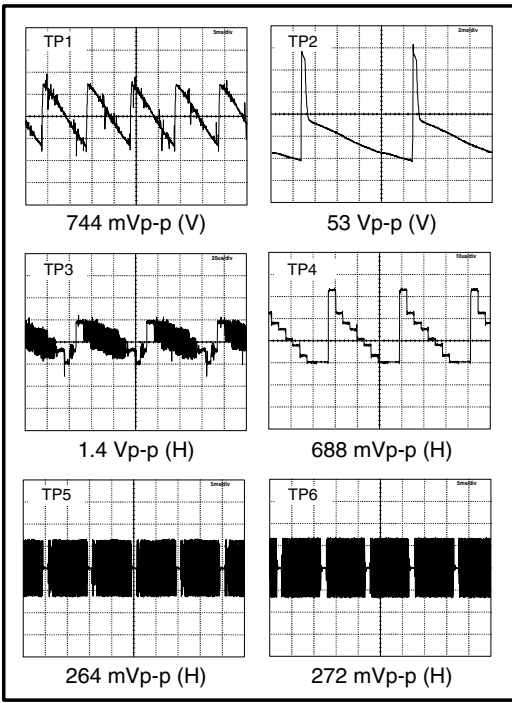 TP1 5ms/div
TP2 2ms/div
744 mVp-p (V)
53 Vp-p (V)
TP3 20us/div
TP4 10us/div
1.4 Vp-p (H)
688 mVp-p (H)
TP5 5ms/div
TP6 5ms/div
264 mVp-p (H)
272 mVp-p (H)